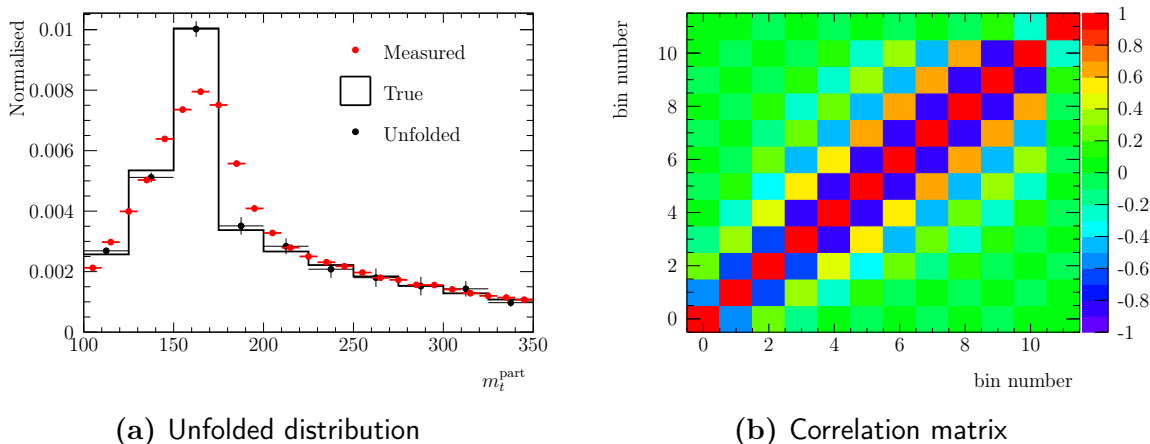 Normalised
0.01
0.008
0.006
0.004
0.002
0
100 150 200 250 300 350
m_t^part
Measured
True
Unfolded
(a) Unfolded distribution
bin number
10
8
6
4
2
0
0 2 4 6 8 10
bin number
1
0.8
0.6
0.4
0.2
0
-0.2
-0.4
-0.6
-0.8
-1
(b) Correlation matrix